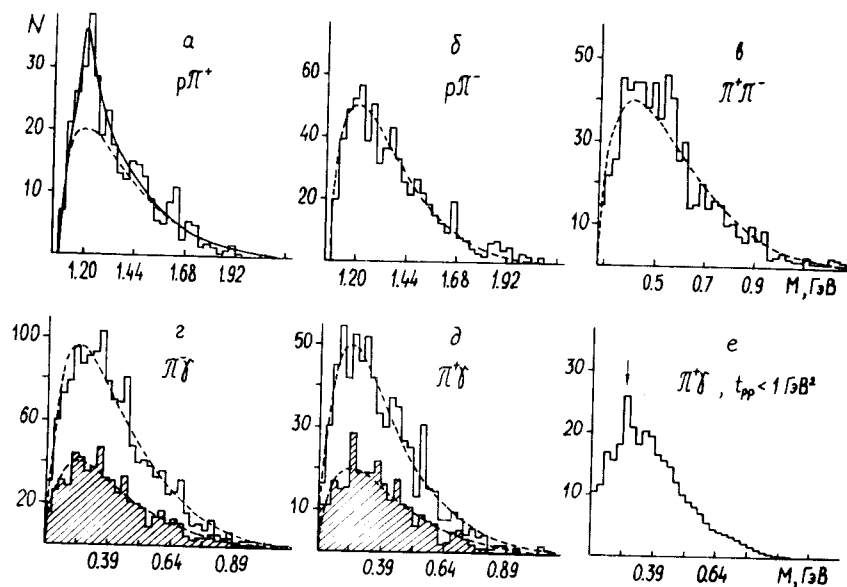 N
а
pΠ⁺
30
20
10
1.20 1.44 1.68 1.92
б
pΠ⁻
60
40
20
1.20 1.44 1.68 1.92
в
Π⁺Π⁻
50
30
10
0.5 0.7 0.9 М, ГэВ
г
Π⁻γ
100
60
20
0.39 0.64 0.89
д
Π⁺γ
50
30
10
0.39 0.64 0.89
е
Π⁺γ , t_pp < 1 ГэВ²
30
20
10
0.39 0.64 М, ГэВ